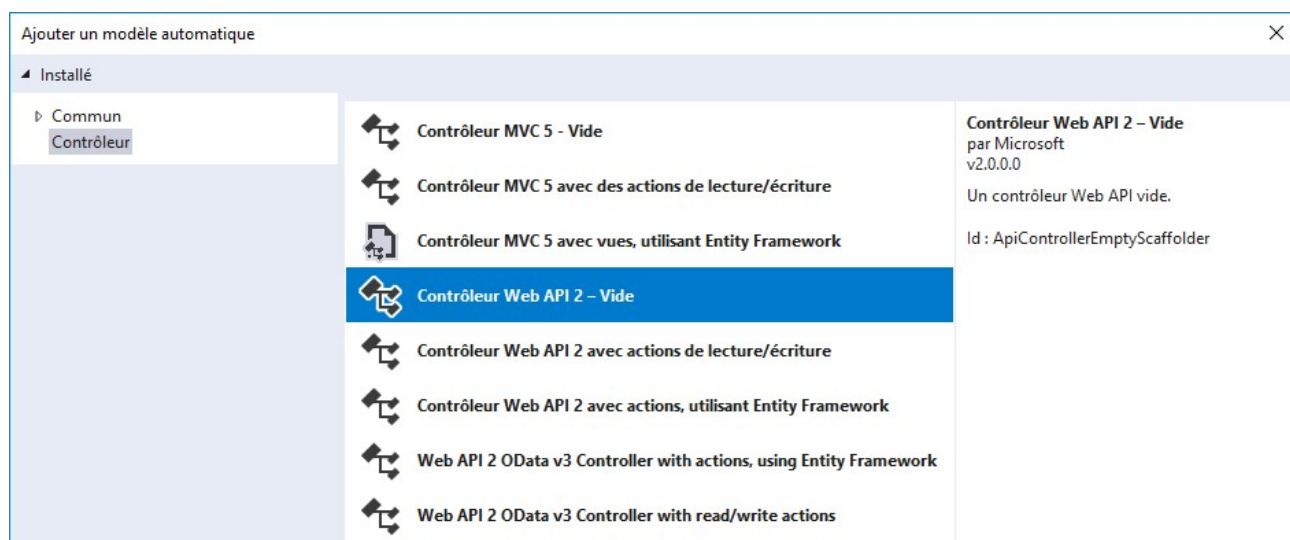 Ajouter un modèle automatique
Installé
Commun
Contrôleur
Contrôleur MVC 5 - Vide
Contrôleur MVC 5 avec des actions de lecture/écriture
Contrôleur MVC 5 avec vues, utilisant Entity Framework
Contrôleur Web API 2 – Vide
Contrôleur Web API 2 avec actions de lecture/écriture
Contrôleur Web API 2 avec actions, utilisant Entity Framework
Web API 2 OData v3 Controller with actions, using Entity Framework
Web API 2 OData v3 Controller with read/write actions
Contrôleur Web API 2 – Vide
par Microsoft
v2.0.0.0
Un contrôleur Web API vide.
Id : ApiControllerEmptyScaffolder